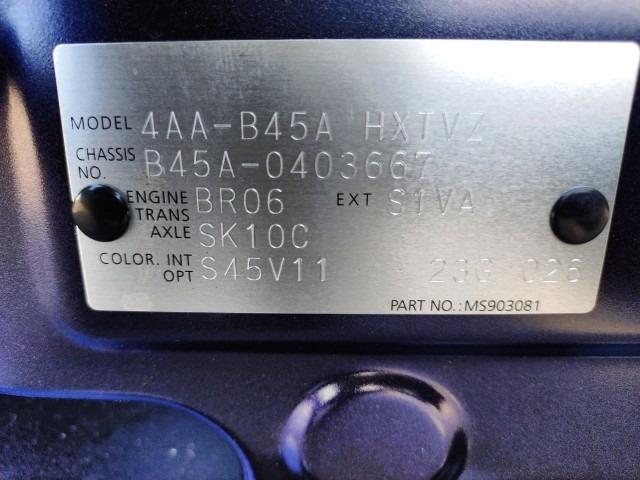 MODEL 4AA-B45A HXTVZ
CHASSIS NO. B45A-0403667
ENGINE BR06 EXT S1VA
TRANS AXLE SK10C
COLOR. INT OPT S45V11 23G 026
PART NO.: MS903081